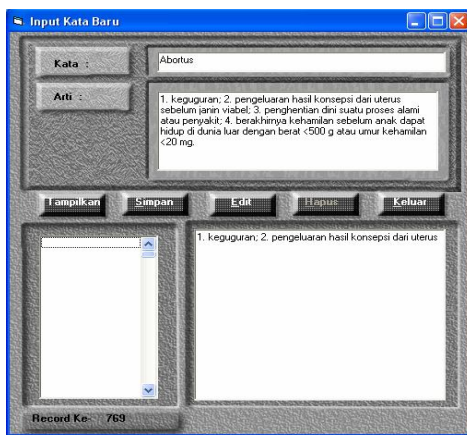 Input Kata Baru
Kata :
Abortus
Arti :
1. keguguran; 2. pengeluaran hasil konsepsi dari uterus
sebelum janin viabel; 3. penghentian dini suatu proses alami
atau penyakit; 4. berakhirnya kehamilan sebelum anak dapat
hidup di dunia luar dengan berat <500 g atau umur kehamilan
<20 mg.
Tampilkan Simpan Edit Hapus Keluar
1. keguguran; 2. pengeluaran hasil konsepsi dari uterus
Record Ke- 769